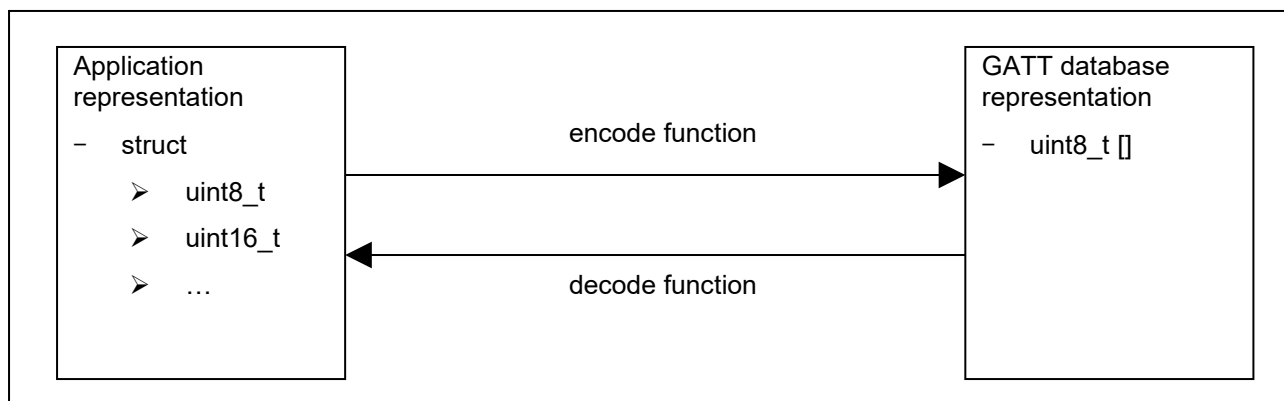 Application
representation
− struct
➢ uint8_t
➢ uint16_t
➢ …
encode function
decode function
GATT database
representation
− uint8_t []